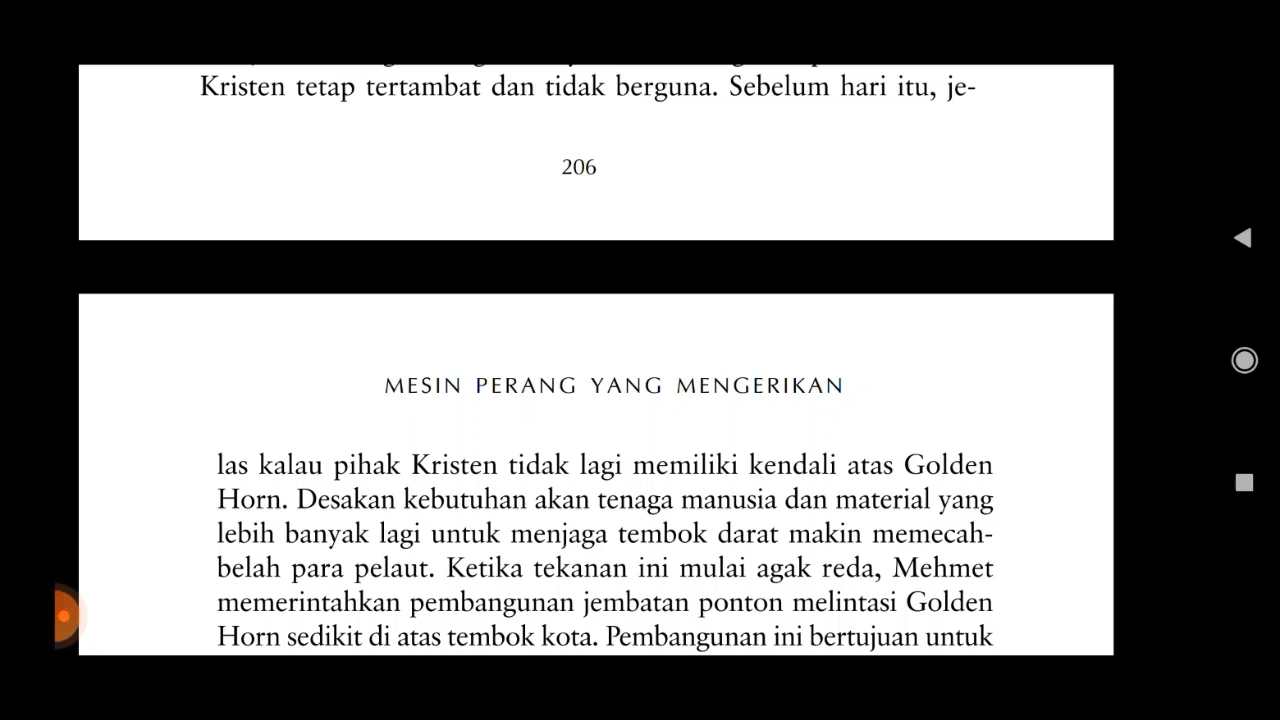 Kristen tetap tertambat dan tidak berguna. Sebelum hari itu, je-
206
MESIN PERANG YANG MENGERIKAN
las kalau pihak Kristen tidak lagi memiliki kendali atas Golden
Horn. Desakan kebutuhan akan tenaga manusia dan material yang
lebih banyak lagi untuk menjaga tembok darat makin memecah-
belah para pelaut. Ketika tekanan ini mulai agak reda, Mehmet
memerintahkan pembangunan jembatan ponton melintasi Golden
Horn sedikit di atas tembok kota. Pembangunan ini bertujuan untuk